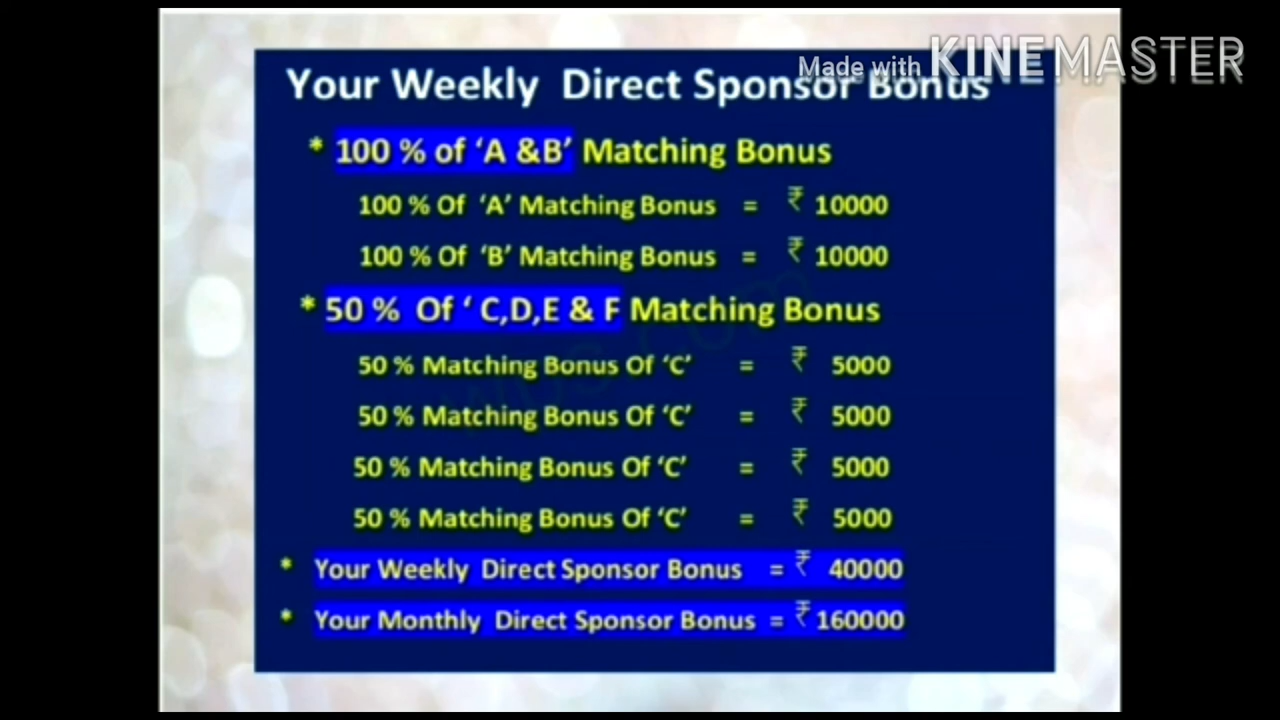 Made with KINEMASTER
Your Weekly Direct Sponsor Bonus
* 100 % of ‘A &B’ Matching Bonus
100 % Of ‘A’ Matching Bonus = ₹ 10000
100 % Of ‘B’ Matching Bonus = ₹ 10000
* 50 % Of ‘ C,D,E & F Matching Bonus
50 % Matching Bonus Of ‘C’ = ₹ 5000
50 % Matching Bonus Of ‘C’ = ₹ 5000
50 % Matching Bonus Of ‘C’ = ₹ 5000
50 % Matching Bonus Of ‘C’ = ₹ 5000
* Your Weekly Direct Sponsor Bonus = ₹ 40000
* Your Monthly Direct Sponsor Bonus = ₹ 160000